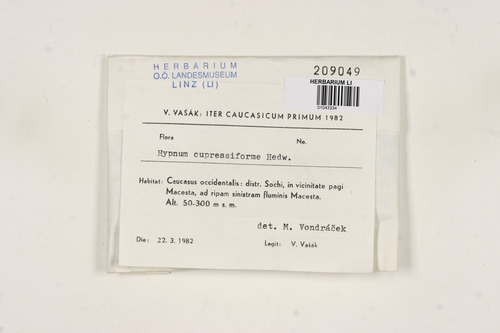 HERBARIUM
O.Ö. LANDESMUSEUM
LINZ (LI)
209049
HERBARIUM LI
01043334
V. VAŠÁK: ITER CAUCASICUM PRIMUM 1982
Flora
No.
Hypnum cupressiforme Hedw.
Habitat: Caucasus occidentalis: distr. Sochi, in vicinitate pagi
Macesta, ad ripam sinistram fluminis Macesta.
Alt. 50-300 m s. m.
det. M. Vondráček
Die: 22. 3. 1982
Legit: V. Vašák